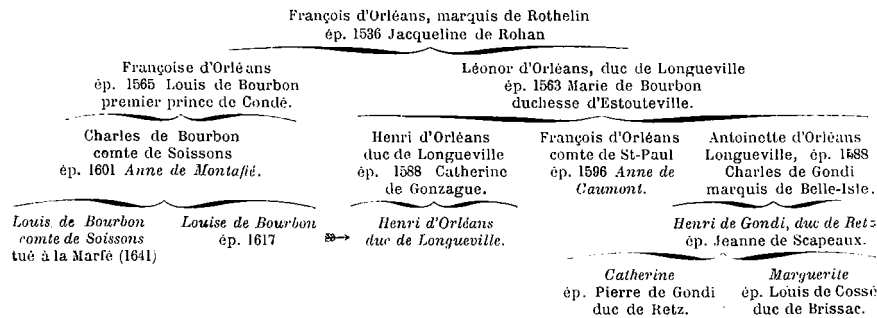 François d'Orléans, marquis de Rothelin
ép. 1536 Jacqueline de Rohan
Françoise d'Orléans
ép. 1565 Louis de Bourbon
premier prince de Condé.
Léonor d'Orléans, duc de Longueville
ép. 1563 Marie de Bourbon
duchesse d'Estouteville.
Charles de Bourbon
comte de Soissons
ép. 1601 Anne de Montafié.
Henri d'Orléans
duc de Longueville
ép. 1588 Catherine
de Gonzague.
François d'Orléans
comte de St-Paul
ép. 1596 Anne de
Caumont.
Antoinette d'Orléans
Longueville, ép. 1588
Charles de Gondi
marquis de Belle-Isle.
Louis de Bourbon
comte de Soissons
tué à la Marfé (1641)
Louise de Bourbon
ép. 1617
Henri d'Orléans
duc de Longueville.
Henri de Gondi, duc de Retz
ép. Jeanne de Scapeaux.
Catherine
ép. Pierre de Gondi
duc de Retz.
Marguerite
ép. Louis de Cossé
duc de Brissac.